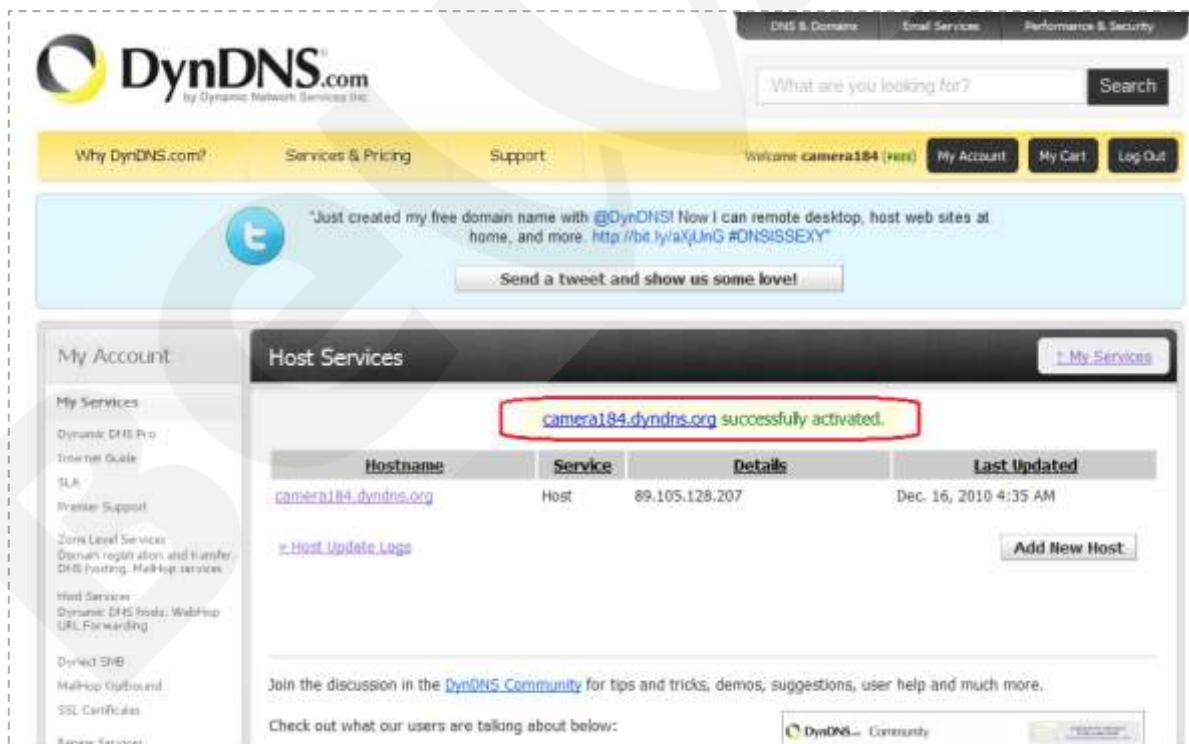 DNS & Domains Email Services Performance & Security
DynDNS.com
by Dynamic Network Services Inc.
What are you looking for? Search
Why DynDNS.com? Services & Pricing Support Welcome camera184 (FREE) My Account My Cart Log Out
"Just created my free domain name with @DynDNS! Now I can remote desktop, host web sites at
home, and more. http://bit.ly/aXjUnG #DNSISSEXY"
Send a tweet and show us some love!
My Account
Host Services
My Services
My Services
camera184.dyndns.org successfully activated.
Dynamic DNS Pro
Internet Guide
SLA
Premier Support
Zone Level Services
Domain registration and transfer,
DNS hosting, MailHop services
Host Services
Dynamic DNS hosts, WebHop
URL Forwarding
Dynect SMB
MailHop Outbound
SSL Certificates
Renew Services
Hostname Service Details Last Updated
camera184.dyndns.org Host 89.105.128.207 Dec. 16, 2010 4:35 AM
» Host Update Logs
Add New Host
Join the discussion in the DynDNS Community for tips and tricks, demos, suggestions, user help and much more.
Check out what our users are talking about below:
DynDNS Community